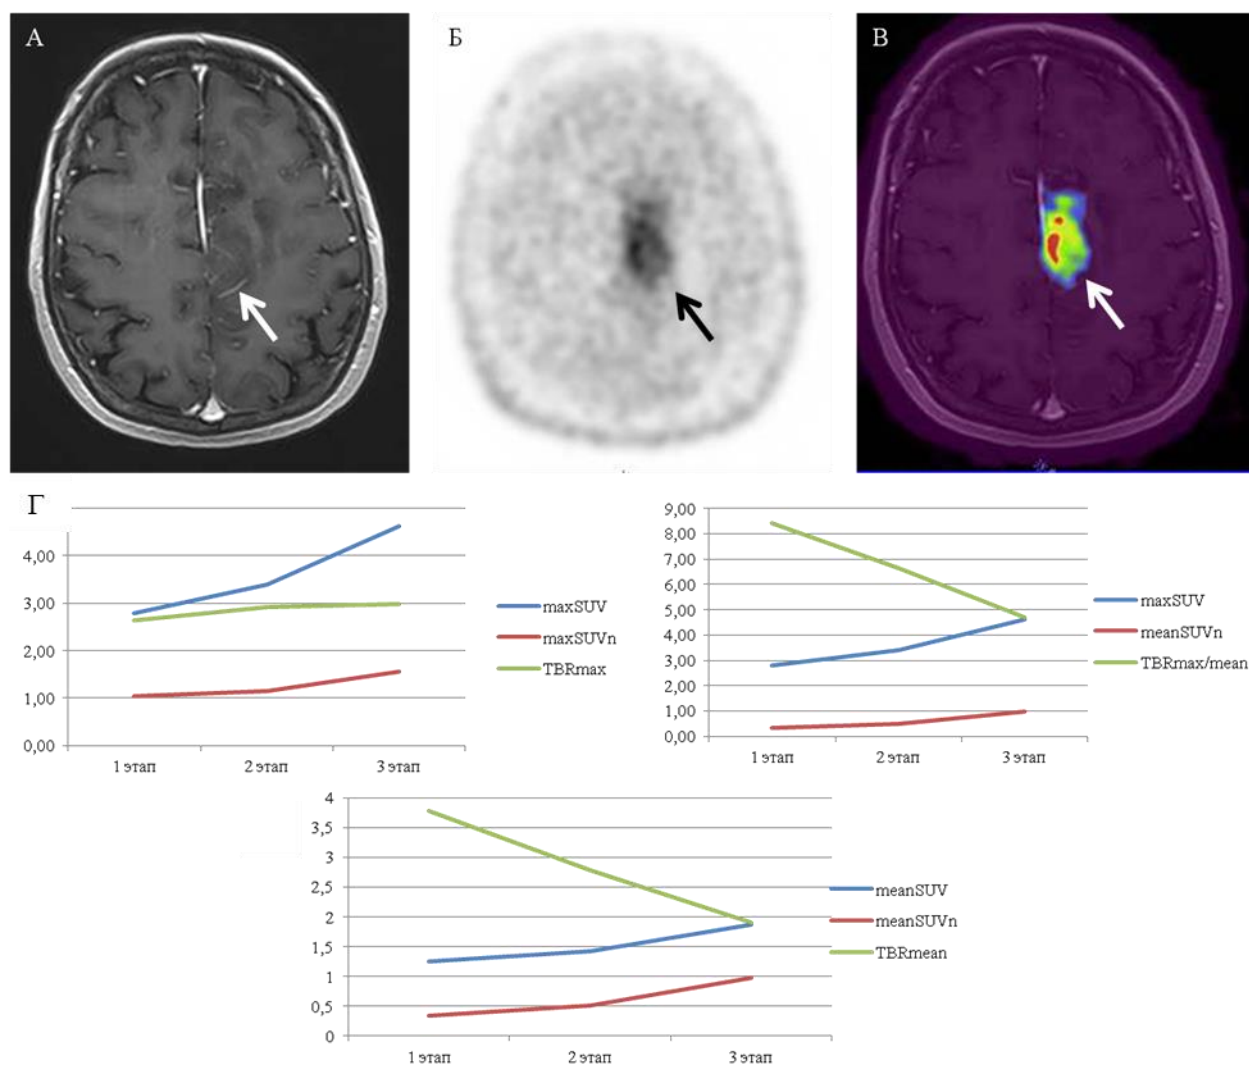 А
Б
В
Г
4,00
3,00
2,00
1,00
0,00
1 этап
2 этап
3 этап
maxSUV
maxSUVn
TBRmax
9,00
8,00
7,00
6,00
5,00
4,00
3,00
2,00
1,00
0,00
1 этап
2 этап
3 этап
maxSUV
meanSUVn
TBRmax/mean
4
3,5
3
2,5
2
1,5
1
0,5
0
1 этап
2 этап
3 этап
meanSUV
meanSUVn
TBRmean